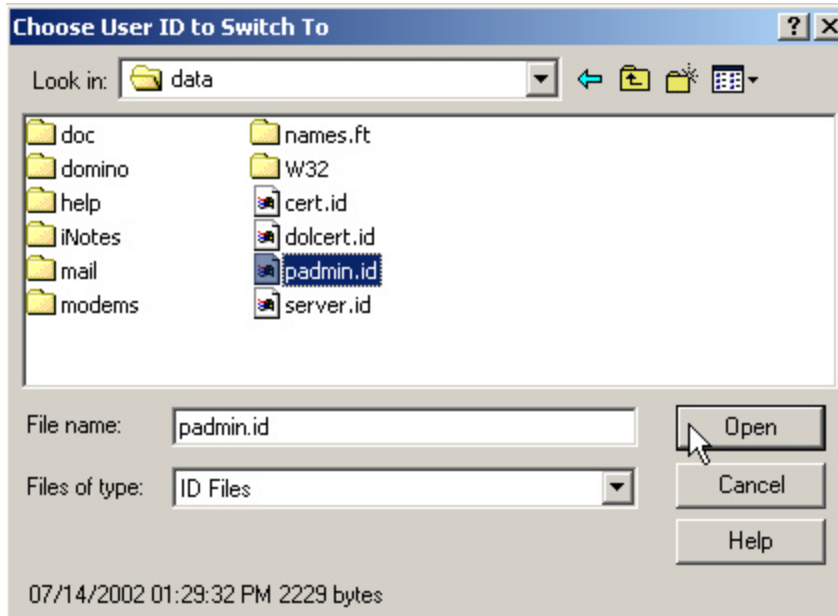 Choose User ID to Switch To
Look in: data
doc names.ft
domino W32
help cert.id
iNotes dolcert.id
mail padmin.id
modems server.id
File name: padmin.id Open
Files of type: ID Files Cancel
Help
07/14/2002 01:29:32 PM 2229 bytes